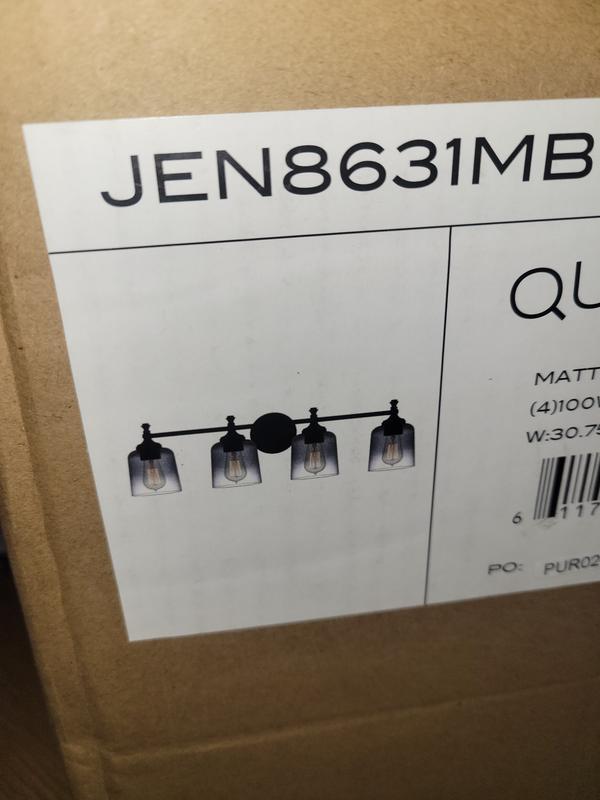 JEN8631MB
QU
MATT
(4)100W
W:30.75
6 117
PO: PUR02